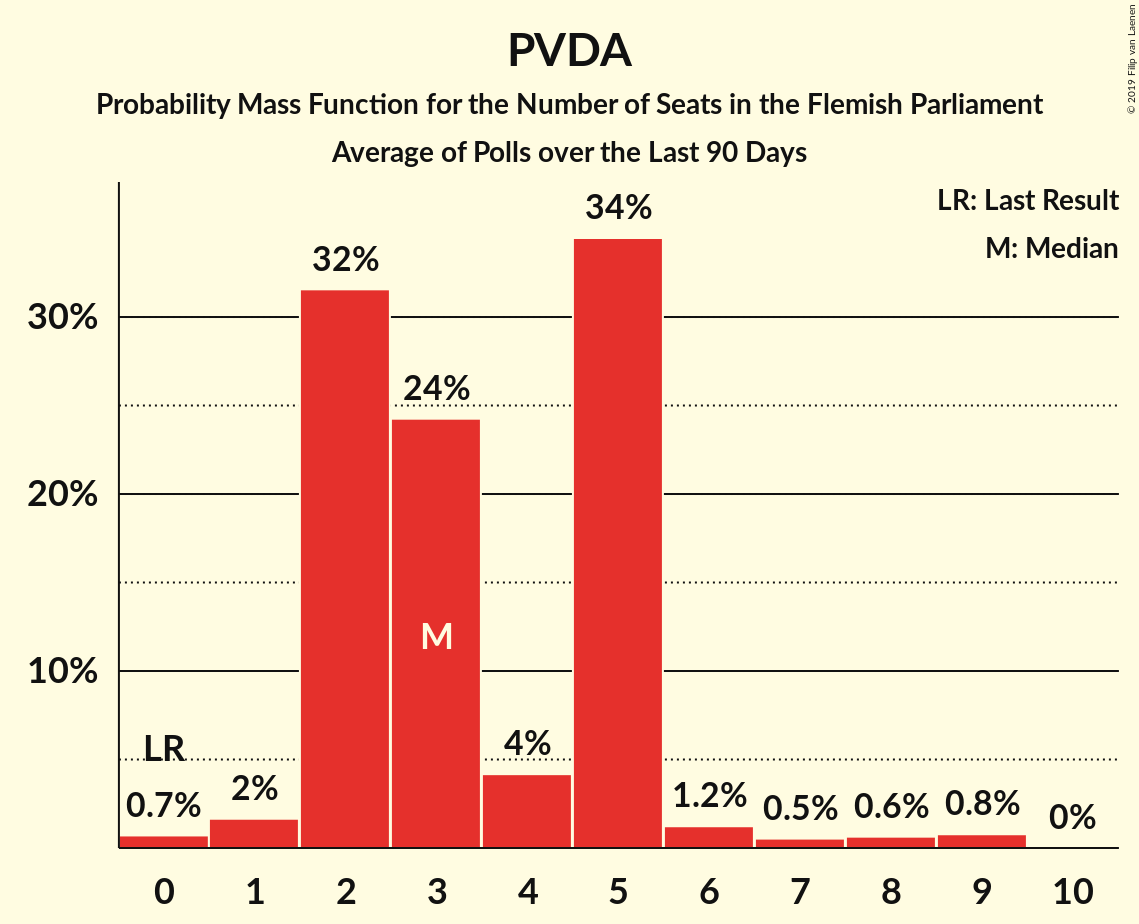 PVDA
Probability Mass Function for the Number of Seats in the Flemish Parliament
Average of Polls over the Last 90 Days
© 2019 Filip van Laenen
LR: Last Result
M: Median
34%
32%
30%
24%
20%
M
10%
LR
4%
0.7%
2%
1.2%
0.5%
0.6%
0.8%
0%
0 1 2 3 4 5 6 7 8 9 10